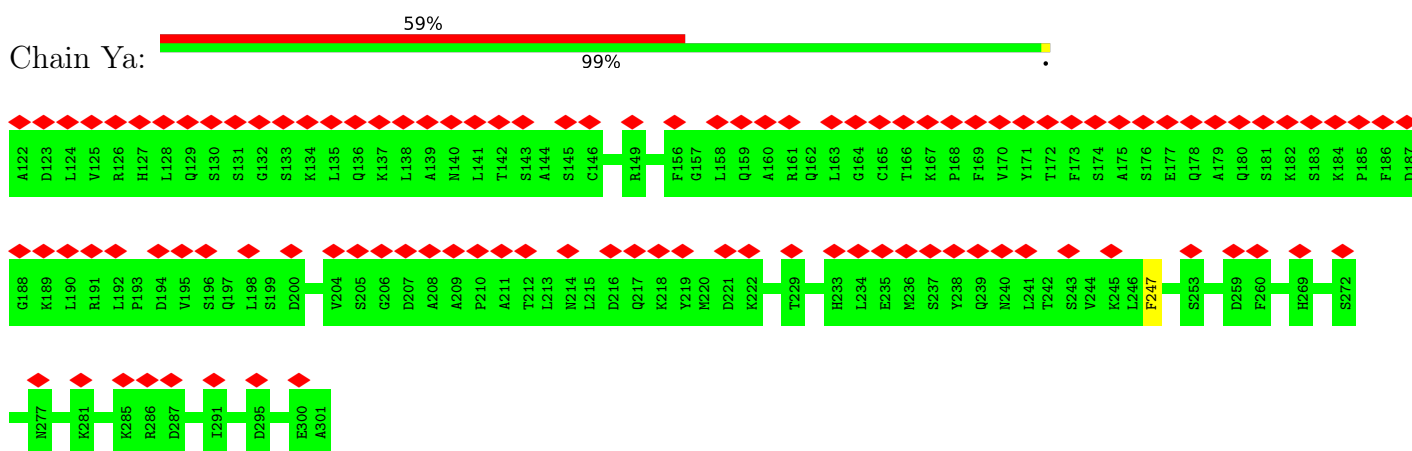 59%
Chain Ya:
99%
.
A122 D123 L124 V125 R126 H127 L128 Q129 S130 S131 G132 S133 K134 L135 Q136 K137 L138 A139 N140 L141 T142 S143 A144 S145 C146 R149 F156 G157 L158 Q159 A160 R161 Q162 L163 G164 C165 T166 K167 P168 F169 V170 Y171 T172 F173 S174 A175 S176 E177 Q178 A179 Q180 S181 K182 S183 K184 P185 F186 D187
G188 K189 L190 R191 L192 P193 D194 V195 S196 Q197 L198 S199 D200 V204 S205 G206 D207 A208 A209 P210 A211 T212 L213 N214 L215 D216 Q217 K218 Y219 M220 D221 K222 T229 H233 L234 E235 M236 S237 Y238 Q239 N240 L241 T242 S243 V244 K245 L246 F247 S253 D259 F260 H269 S272
N277 K281 K285 R286 D287 I291 D295 E300 A301